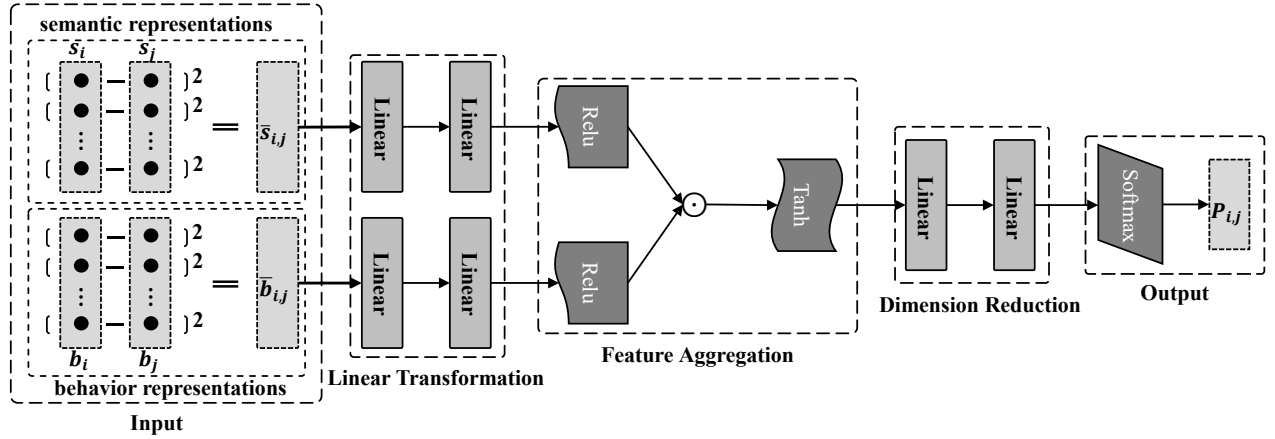 semantic representations
s_i s_j
( — )2
( — )2
⋮ ⋮ = s̄_{i,j}
( — )2
Linear
Linear
Relu
( — )2
( — )2
⋮ ⋮ = b̄_{i,j}
( — )2
b_i b_j
behavior representations
Input
Linear
Linear
Linear Transformation
Relu
⊙
Tanh
Feature Aggregation
Linear
Linear
Dimension Reduction
Softmax
P_{i,j}
Output